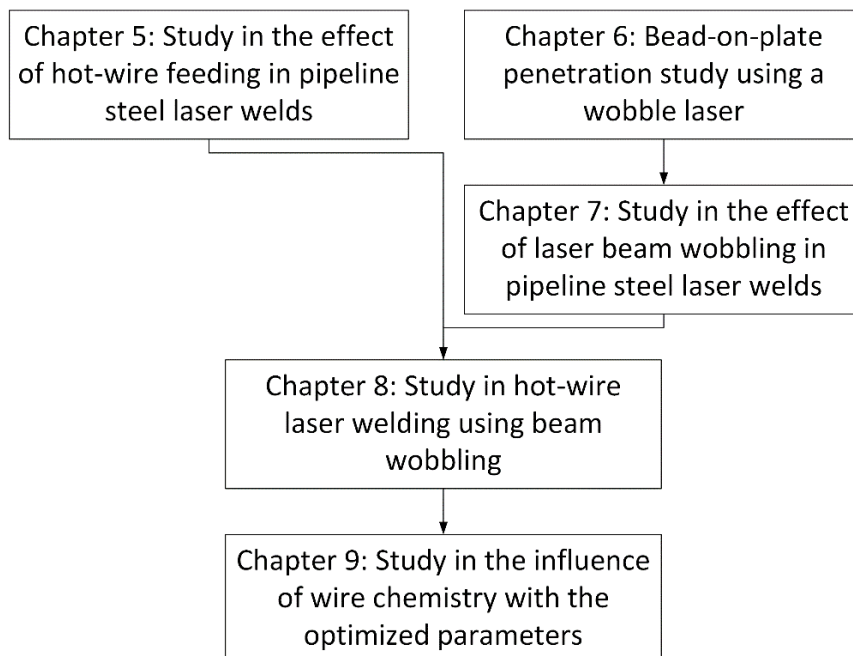 Chapter 5: Study in the effect
of hot-wire feeding in pipeline
steel laser welds
Chapter 6: Bead-on-plate
penetration study using a
wobble laser
Chapter 7: Study in the effect
of laser beam wobbling in
pipeline steel laser welds
Chapter 8: Study in hot-wire
laser welding using beam
wobbling
Chapter 9: Study in the influence
of wire chemistry with the
optimized parameters